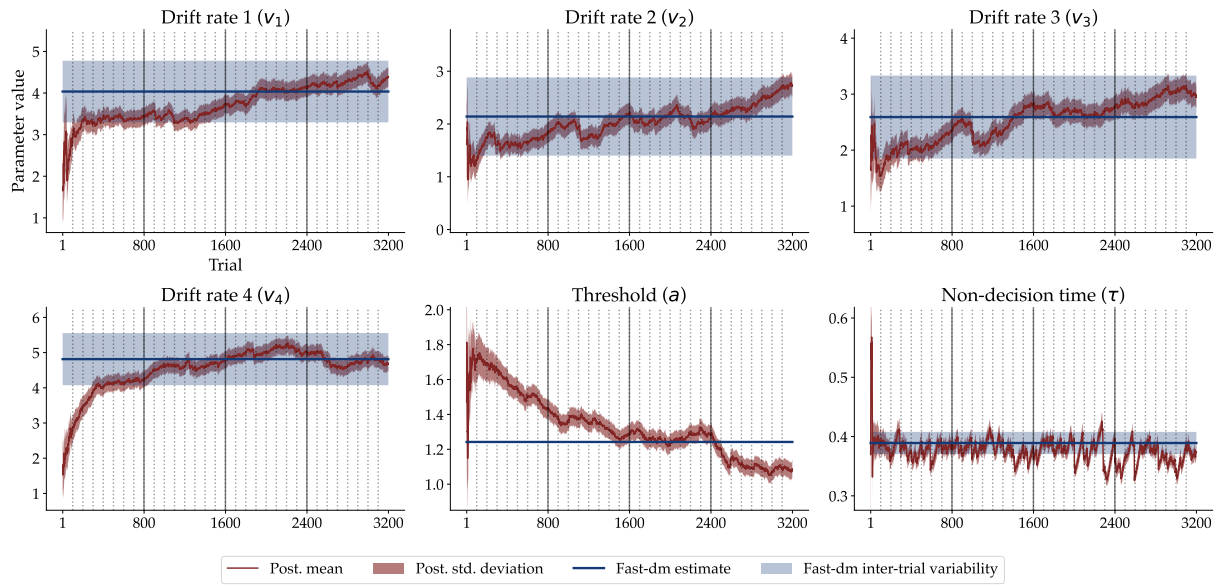 Drift rate 1 (v₁)
Drift rate 2 (v₂)
Drift rate 3 (v₃)
Parameter value
5
4
3
2
1
1 800 1600 2400 3200
Trial
3
2
1
0
1 800 1600 2400 3200
4
3
2
1
1 800 1600 2400 3200
Drift rate 4 (v₄)
Threshold (a)
Non-decision time (τ)
6
5
4
3
2
1
1 800 1600 2400 3200
2.0
1.8
1.6
1.4
1.2
1.0
1 800 1600 2400 3200
0.6
0.5
0.4
0.3
1 800 1600 2400 3200
Post. mean Post. std. deviation Fast-dm estimate Fast-dm inter-trial variability